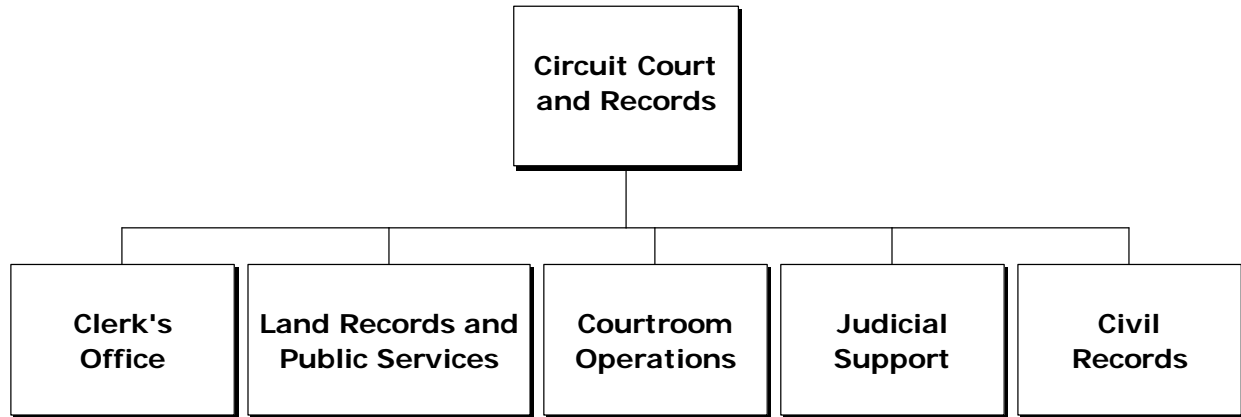 Circuit Court
and Records
Clerk's
Office
Land Records and
Public Services
Courtroom
Operations
Judicial
Support
Civil
Records